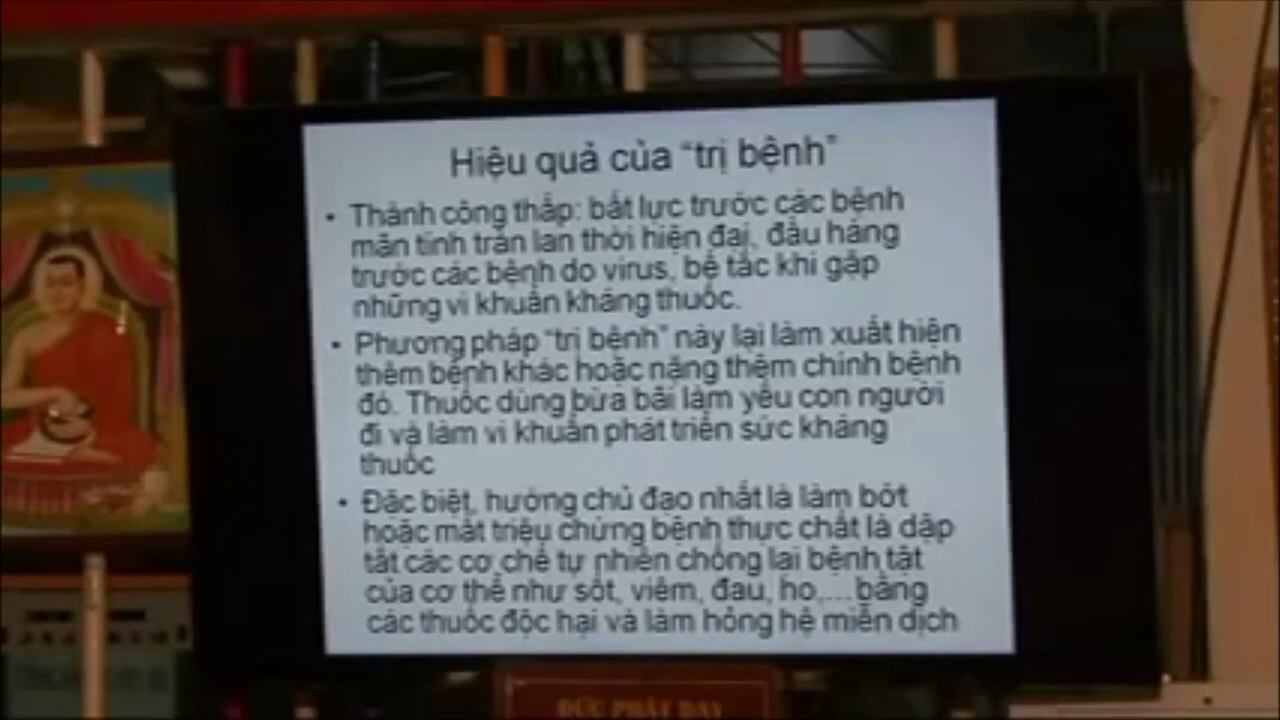 Hiệu quả của "trị bệnh"
• Thành công thấp: bất lực trước các bệnh
mãn tính tràn lan thời hiện đại, đầu hàng
trước các bệnh do virus, bế tắc khi gặp
những vi khuẩn kháng thuốc.
• Phương pháp "trị bệnh" này lại làm xuất hiện
thêm bệnh khác hoặc nặng thêm chính bệnh
đó. Thuốc dùng bừa bãi làm yếu con người
đi và làm vi khuẩn phát triển sức kháng
thuốc
• Đặc biệt, hướng chủ đạo nhất là làm bớt
hoặc mất triệu chứng bệnh thực chất là dập
tắt các cơ chế tự nhiên chống lại bệnh tật
của cơ thể như sốt, viêm, đau, ho,...bằng
các thuốc độc hại và làm hỏng hệ miễn dịch
ĐỨC PHẬT DẠY